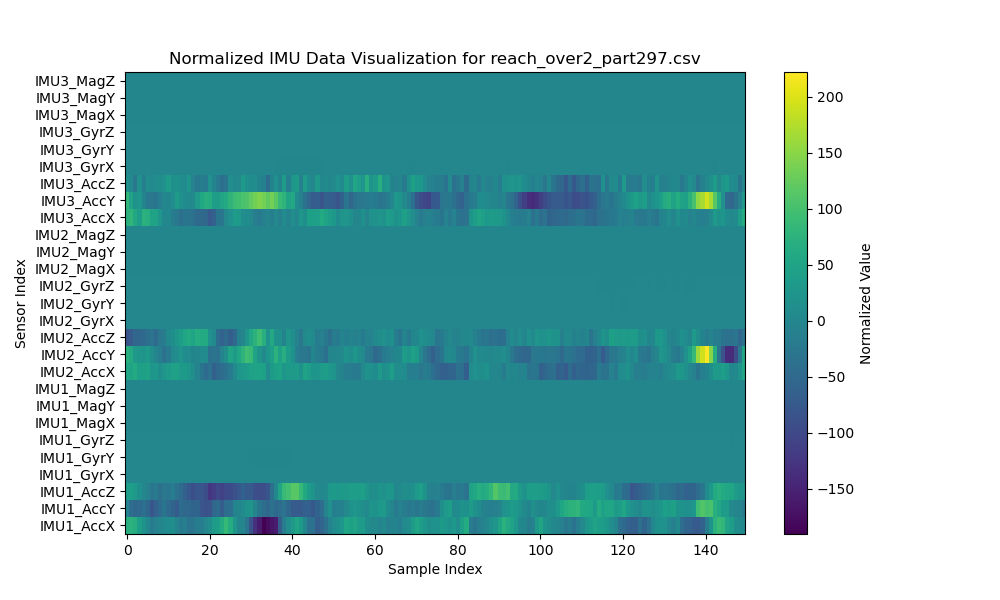 Normalized IMU Data Visualization for reach_over2_part297.csv
IMU3_MagZ
IMU3_MagY
IMU3_MagX
IMU3_GyrZ
IMU3_GyrY
IMU3_GyrX
IMU3_AccZ
IMU3_AccY
IMU3_AccX
IMU2_MagZ
IMU2_MagY
IMU2_MagX
IMU2_GyrZ
IMU2_GyrY
IMU2_GyrX
IMU2_AccZ
IMU2_AccY
IMU2_AccX
IMU1_MagZ
IMU1_MagY
IMU1_MagX
IMU1_GyrZ
IMU1_GyrY
IMU1_GyrX
IMU1_AccZ
IMU1_AccY
IMU1_AccX
Sensor Index
0 20 40 60 80 100 120 140
Sample Index
200
150
100
50
0
−50
−100
−150
Normalized Value